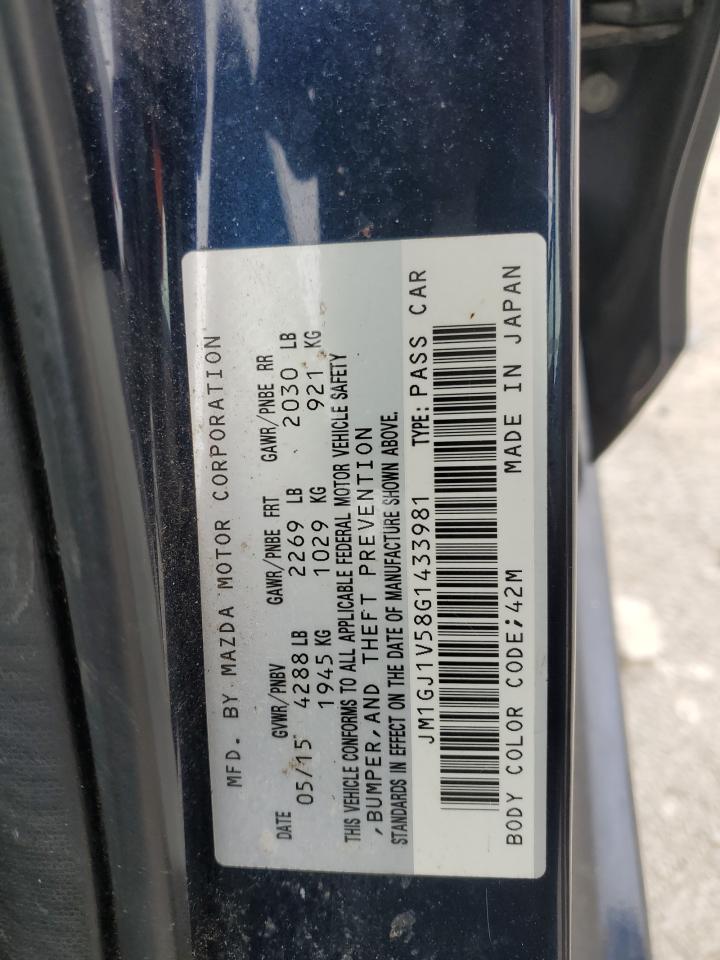 MFD. BY MAZDA MOTOR CORPORATION
DATE GVWR/PNBV GAWR/PNBE FRT GAWR/PNBE RR
05/15 4288 LB 2269 LB 2030 LB
1945 KG 1029 KG 921 KG
THIS VEHICLE CONFORMS TO ALL APPLICABLE FEDERAL MOTOR VEHICLE SAFETY
,BUMPER,AND THEFT PREVENTION
STANDARDS IN EFFECT ON THE DATE OF MANUFACTURE SHOWN ABOVE.
JM1GJ1V58G1433981 TYPE: PASS CAR
BODY COLOR CODE;42M MADE IN JAPAN